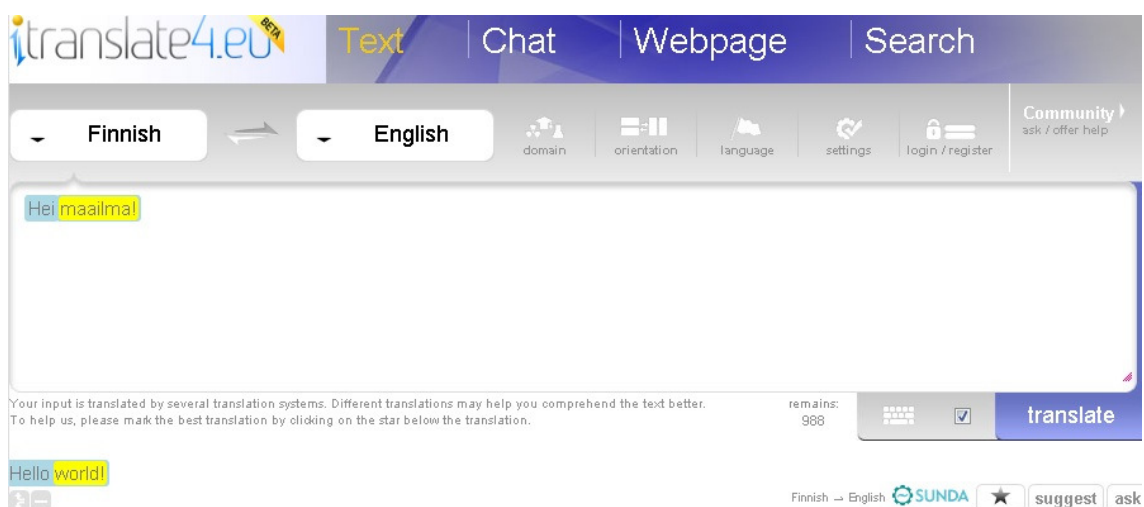 itranslate4.eu BETA Text Chat Webpage Search
Community
ask / offer help
Finnish English domain orientation language settings login / register
Hei maailma!
Your input is translated by several translation systems. Different translations may help you comprehend the text better.
To help us, please mark the best translation by clicking on the star below the translation.
remains:
988
translate
Hello world!
Finnish → English SUNDA ★ suggest ask